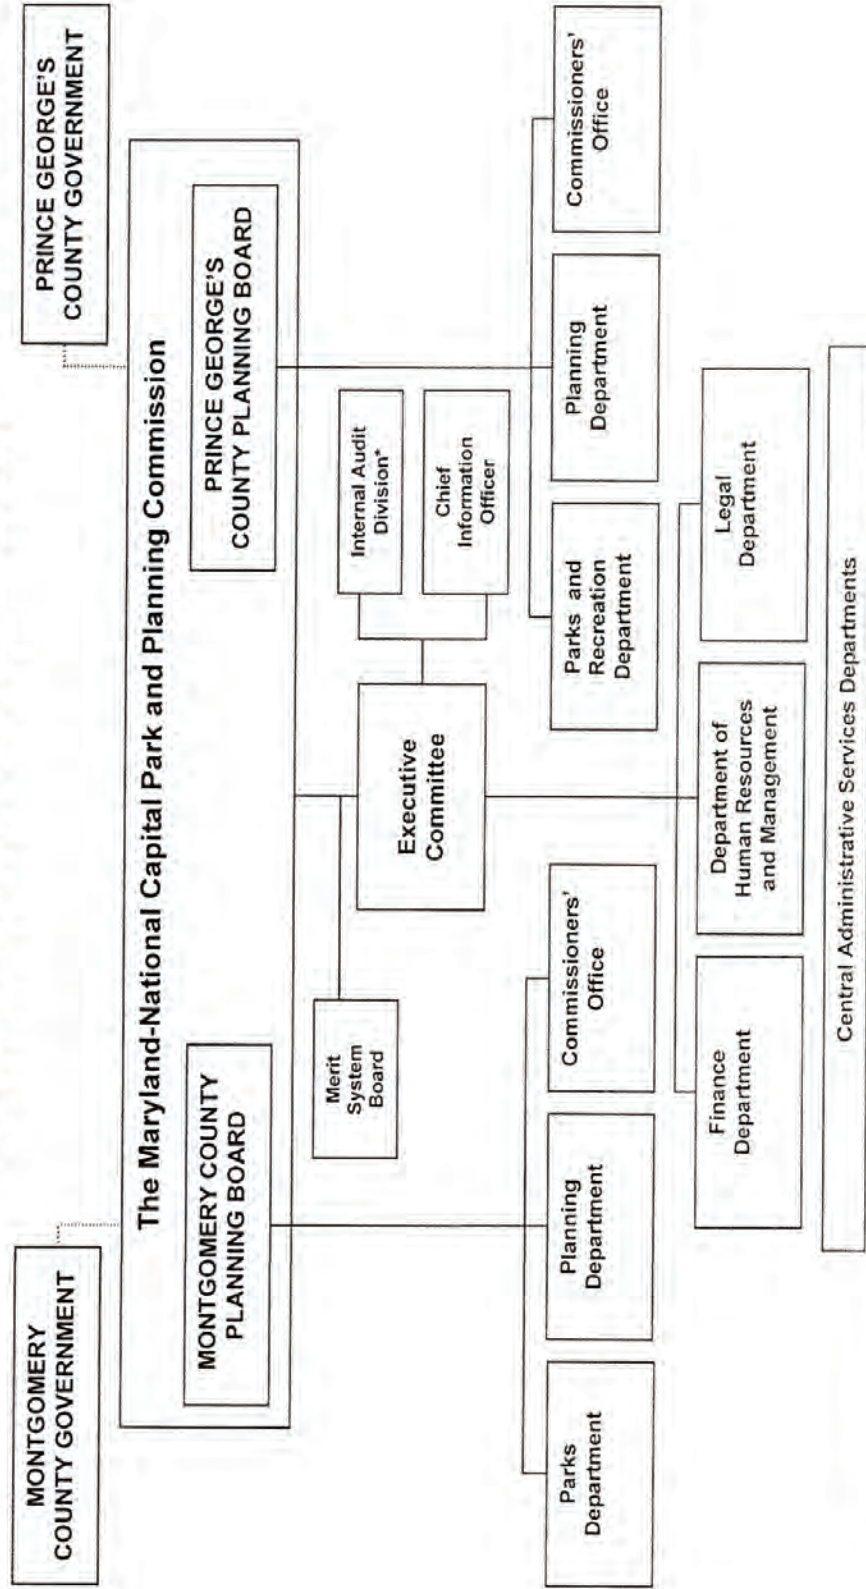 MONTGOMERY
COUNTY GOVERNMENT
PRINCE GEORGE'S
COUNTY GOVERNMENT
The Maryland-National Capital Park and Planning Commission
MONTGOMERY COUNTY
PLANNING BOARD
PRINCE GEORGE'S
COUNTY PLANNING BOARD
Merit
System
Board
Executive
Committee
Internal Audit
Division*
Chief
Information
Officer
Parks
Department
Planning
Department
Commissioners'
Office
Parks and
Recreation
Department
Planning
Department
Commissioners'
Office
Finance
Department
Department of
Human Resources
and Management
Legal
Department
Central Administrative Services Departments